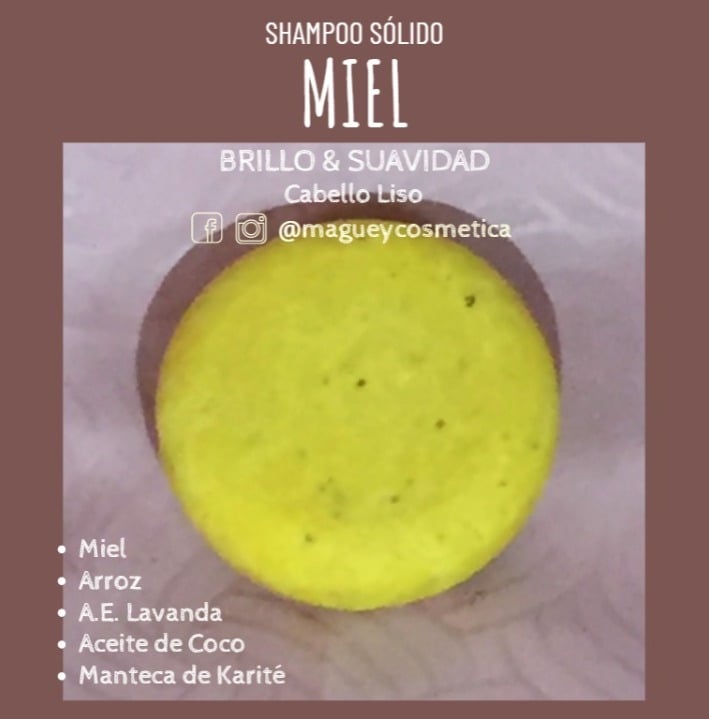 SHAMPOO SÓLIDO
MIEL
BRILLO & SUAVIDAD
Cabello Liso
@magueycosmetica
• Miel
• Arroz
• A.E. Lavanda
• Aceite de Coco
• Manteca de Karité